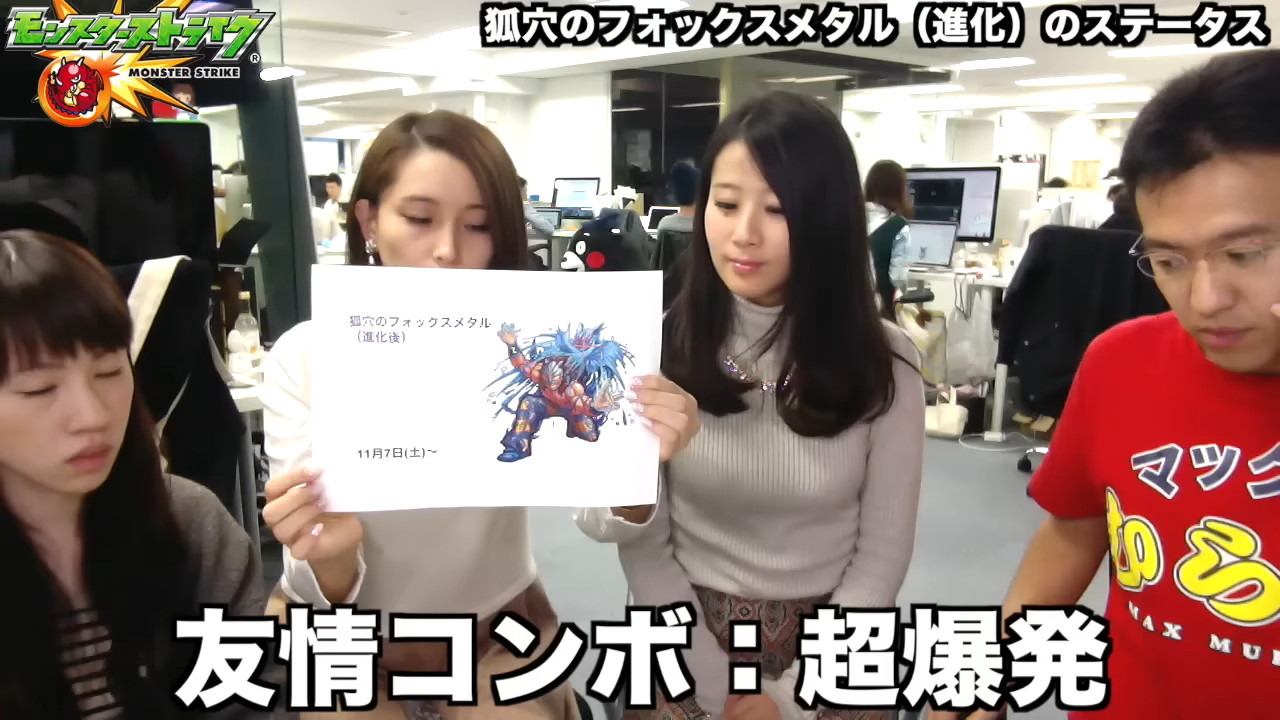 モンスターストライク
®
MONSTER STRIKE
狐穴のフォックスメタル（進化）のステータス
狐穴のフォックスメタル
（進化後）
11月7日(土)～
マック
むら
MAX MU
友情コンボ：超爆発